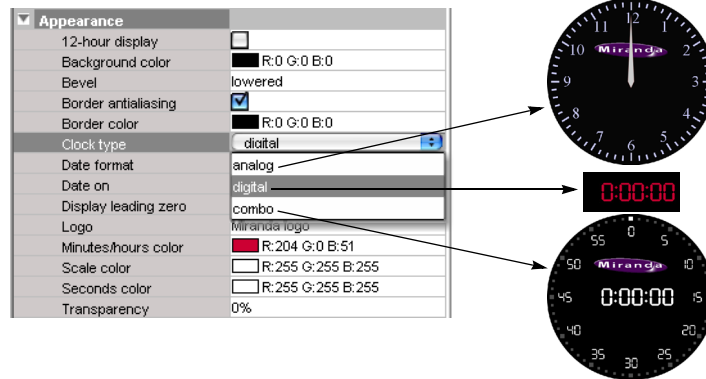 Appearance
12-hour display
Background color R:0 G:0 B:0
Bevel lowered
Border antialiasing
Border color R:0 G:0 B:0
Clock type digital
Date format analog
Date on digital
Display leading zero combo
Logo Miranda logo
Minutes/hours color R:204 G:0 B:51
Scale color R:255 G:255 B:255
Seconds color R:255 G:255 B:255
Transparency 0%
11 12 1
10 Miranda 2
9 3
8 4
7 6 5
0:00:00
55 0 5
50 Miranda 10
45 0:00:00 15
40 20
35 30 25